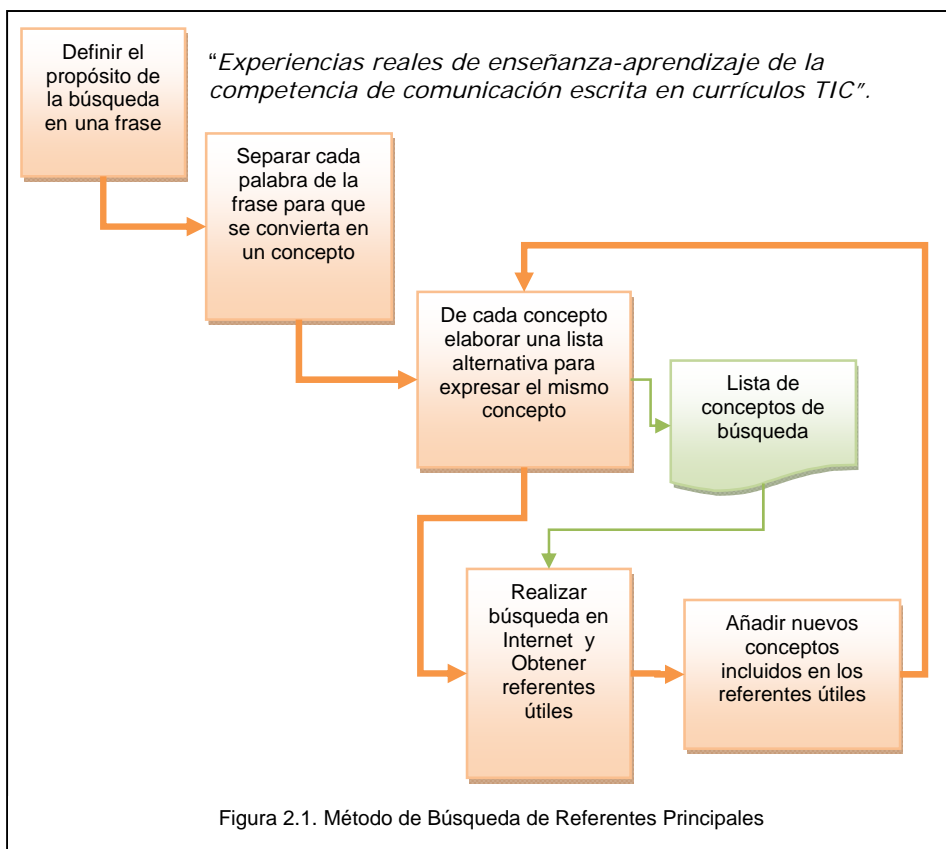 Definir el
propósito de
la búsqueda
en una frase
“Experiencias reales de enseñanza-aprendizaje de la
competencia de comunicación escrita en currículos TIC”.
Separar cada
palabra de la
frase para que
se convierta en
un concepto
De cada concepto
elaborar una lista
alternativa para
expresar el mismo
concepto
Lista de
conceptos de
búsqueda
Realizar
búsqueda en
Internet y
Obtener
referentes
útiles
Añadir nuevos
conceptos
incluidos en los
referentes útiles
Figura 2.1. Método de Búsqueda de Referentes Principales